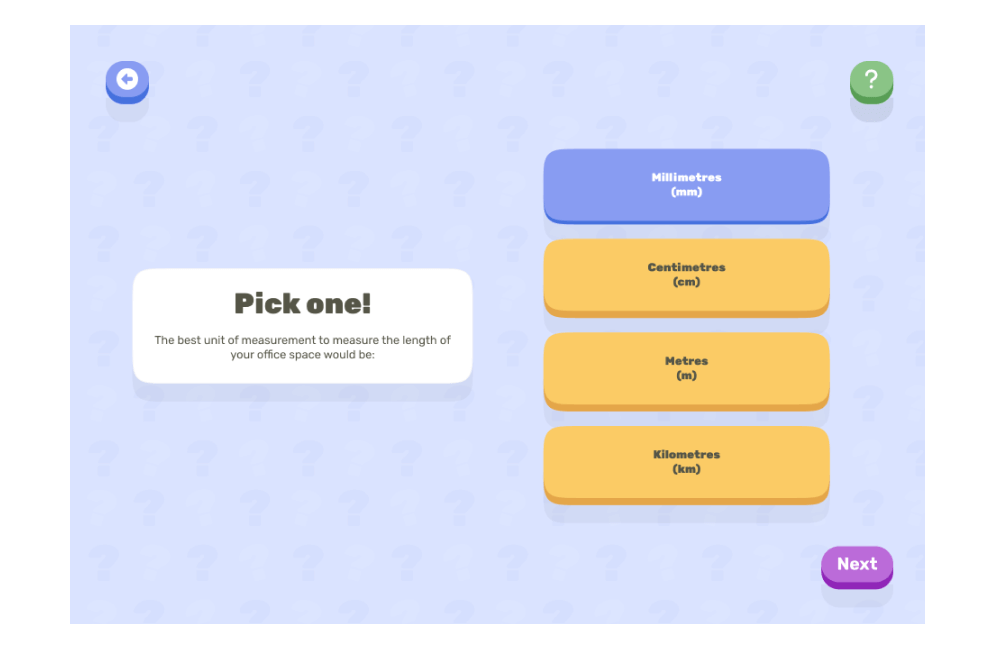 ?
Millimetres
(mm)
Centimetres
(cm)
Pick one!
The best unit of measurement to measure the length of
your office space would be:
Metres
(m)
Kilometres
(km)
Next